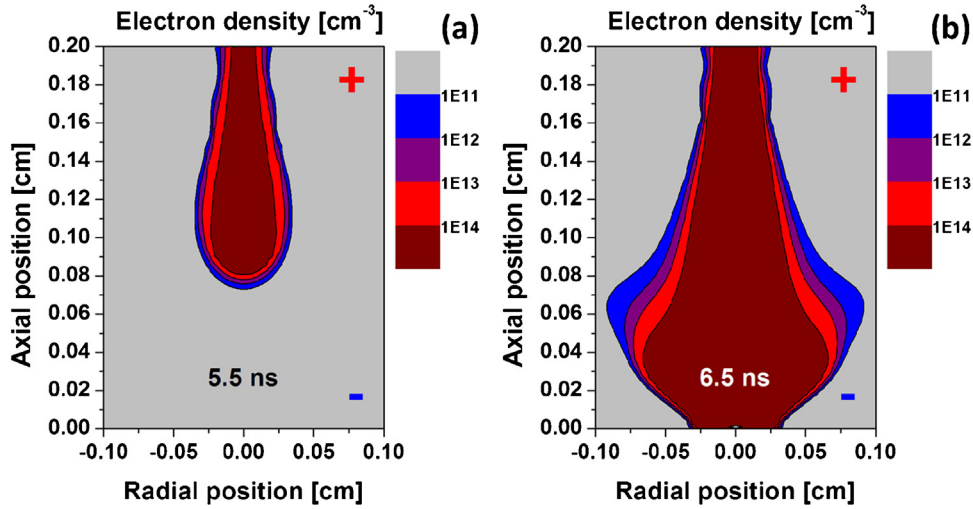 Electron density [cm-3]
(a)
0.20
0.18
0.16
0.14
0.12
0.10
0.08
0.06
0.04
0.02
0.00
Axial position [cm]
+
5.5 ns
-
-0.10 -0.05 0.00 0.05 0.10
Radial position [cm]
1E11
1E12
1E13
1E14
Electron density [cm-3]
(b)
0.20
0.18
0.16
0.14
0.12
0.10
0.08
0.06
0.04
0.02
0.00
Axial position [cm]
+
6.5 ns
-
-0.10 -0.05 0.00 0.05 0.10
Radial position [cm]
1E11
1E12
1E13
1E14